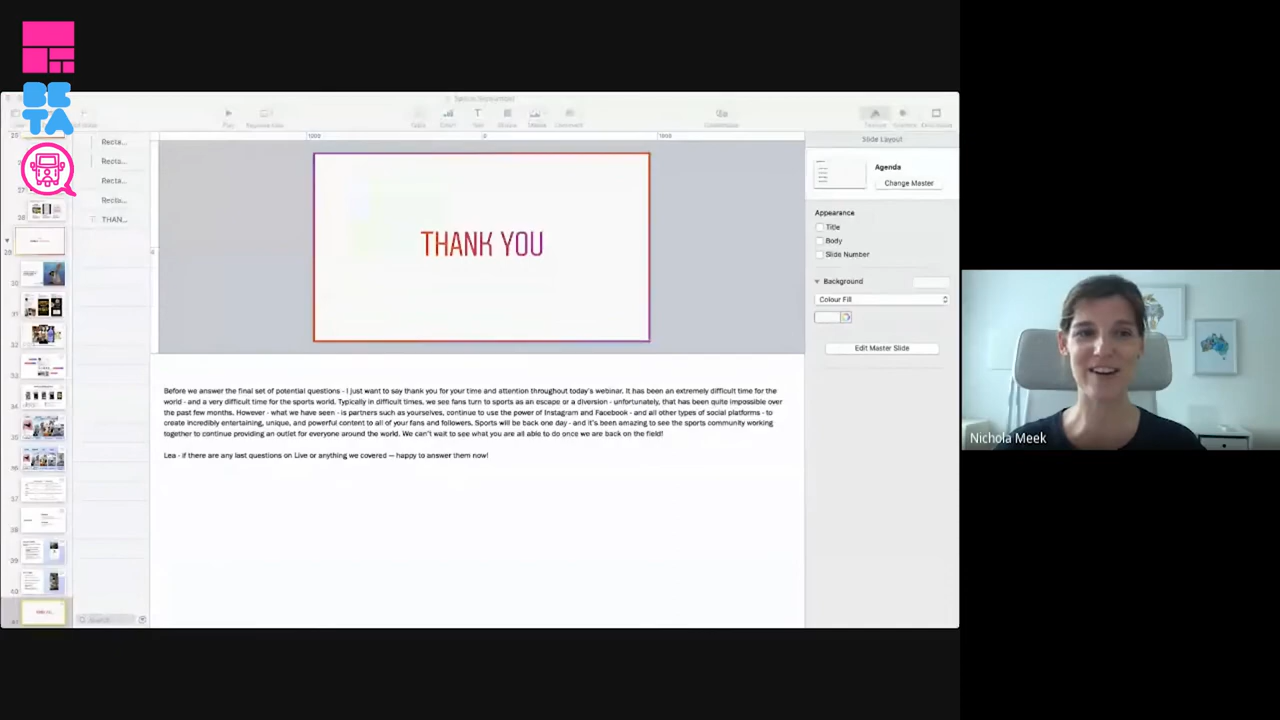 BE
TA
Recta...
Recta...
Recta...
Recta...
THAN...
THANK YOU
Slide Layout
Agenda
Change Master
Appearance
Title
Body
Slide Number
Background
Colour Fill
Edit Master Slide
Before we answer the final set of potential questions - I just want to say thank you for your time and attention throughout today's webinar. It has been an extremely difficult time for the
world - and a very difficult time for the sports world. Typically in difficult times, we see fans turn to sports as an escape or a diversion - unfortunately, that has been quite impossible over
the past few months. However - what we have seen - is partners such as yourselves, continue to use the power of Instagram and Facebook - and all other types of social platforms - to
create incredibly entertaining, unique, and powerful content to all of your fans and followers. Sports will be back one day - and it's been amazing to see the sports community working
together to continue providing an outlet for everyone around the world. We can't wait to see what you are all able to do once we are back on the field!
Lea - if there are any last questions on Live or anything we covered — happy to answer them now!
Nichola Meek